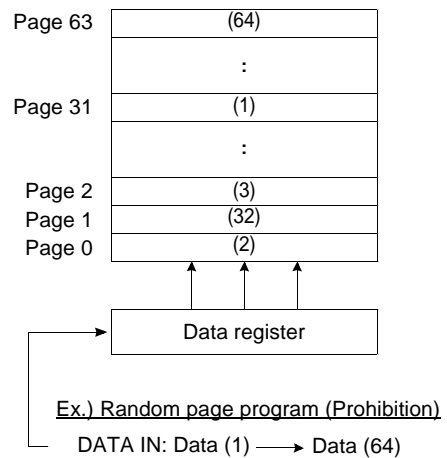 Page 63 (64)
:
Page 31 (1)
:
Page 2 (3)
Page 1 (32)
Page 0 (2)
Data register
Ex.) Random page program (Prohibition)
DATA IN: Data (1) → Data (64)